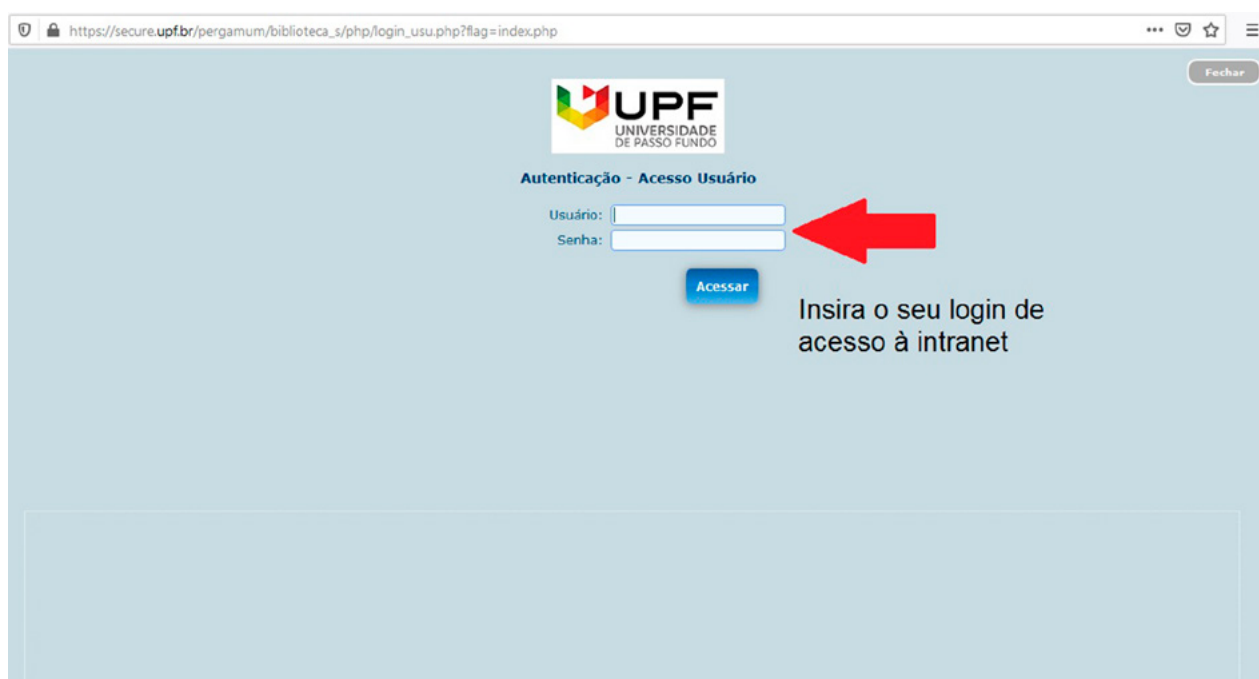 https://secure.upf.br/pergamum/biblioteca_s/php/login_usu.php?flag=index.php
Fechar
UPF
UNIVERSIDADE
DE PASSO FUNDO
Autenticação - Acesso Usuário
Usuário:
Senha:
Acessar
Insira o seu login de
acesso à intranet